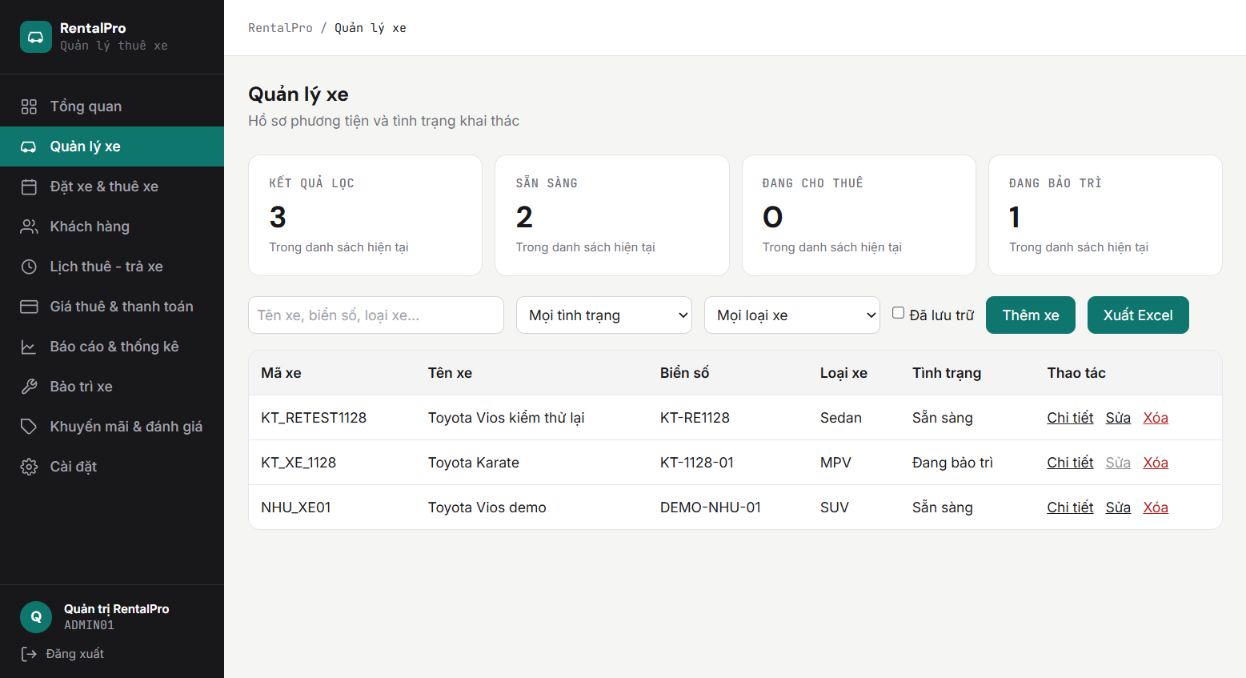 RentalPro
Quản lý thuê xe
Tổng quan
Quản lý xe
Đặt xe & thuê xe
Khách hàng
Lịch thuê - trả xe
Giá thuê & thanh toán
Báo cáo & thống kê
Bảo trì xe
Khuyến mãi & đánh giá
Cài đặt
Q
Quản trị RentalPro
ADMIN01
Đăng xuất
RentalPro / Quản lý xe
Quản lý xe
Hồ sơ phương tiện và tình trạng khai thác
KẾT QUẢ LỌC
3
Trong danh sách hiện tại
SẴN SÀNG
2
Trong danh sách hiện tại
ĐANG CHO THUÊ
0
Trong danh sách hiện tại
ĐANG BẢO TRÌ
1
Trong danh sách hiện tại
Tên xe, biển số, loại xe... Mọi tình trạng Mọi loại xe Đã lưu trữ Thêm xe Xuất Excel
Mã xe Tên xe Biển số Loại xe Tình trạng Thao tác
KT_RETEST1128 Toyota Vios kiểm thử lại KT-RE1128 Sedan Sẵn sàng Chi tiết Sửa Xóa
KT_XE_1128 Toyota Karate KT-1128-01 MPV Đang bảo trì Chi tiết Sửa Xóa
NHU_XE01 Toyota Vios demo DEMO-NHU-01 SUV Sẵn sàng Chi tiết Sửa Xóa